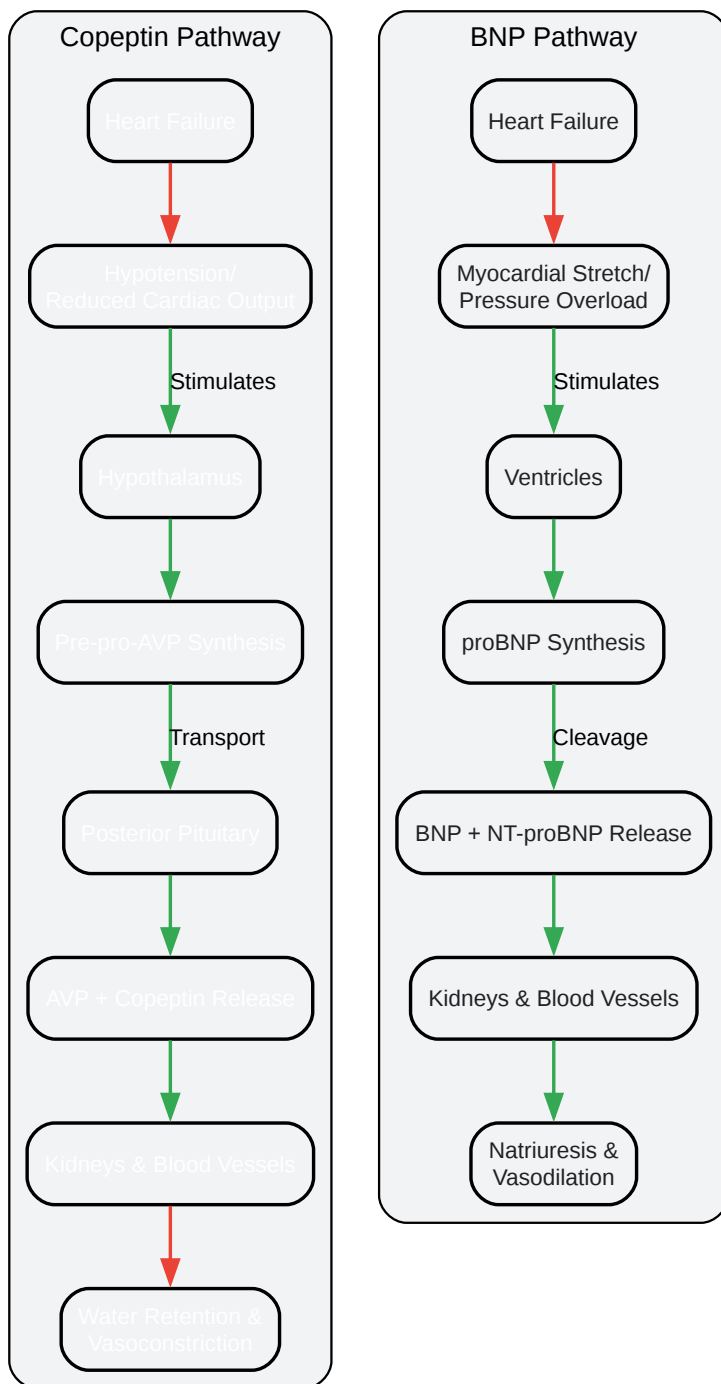 Copeptin Pathway
Heart Failure
Hypotension/
Reduced Cardiac Output
Stimulates
Hypothalamus
Pre-pro-AVP Synthesis
Transport
Posterior Pituitary
AVP + Copeptin Release
Kidneys & Blood Vessels
Water Retention &
Vasoconstriction
BNP Pathway
Heart Failure
Myocardial Stretch/
Pressure Overload
Stimulates
Ventricles
proBNP Synthesis
Cleavage
BNP + NT-proBNP Release
Kidneys & Blood Vessels
Natriuresis &
Vasodilation